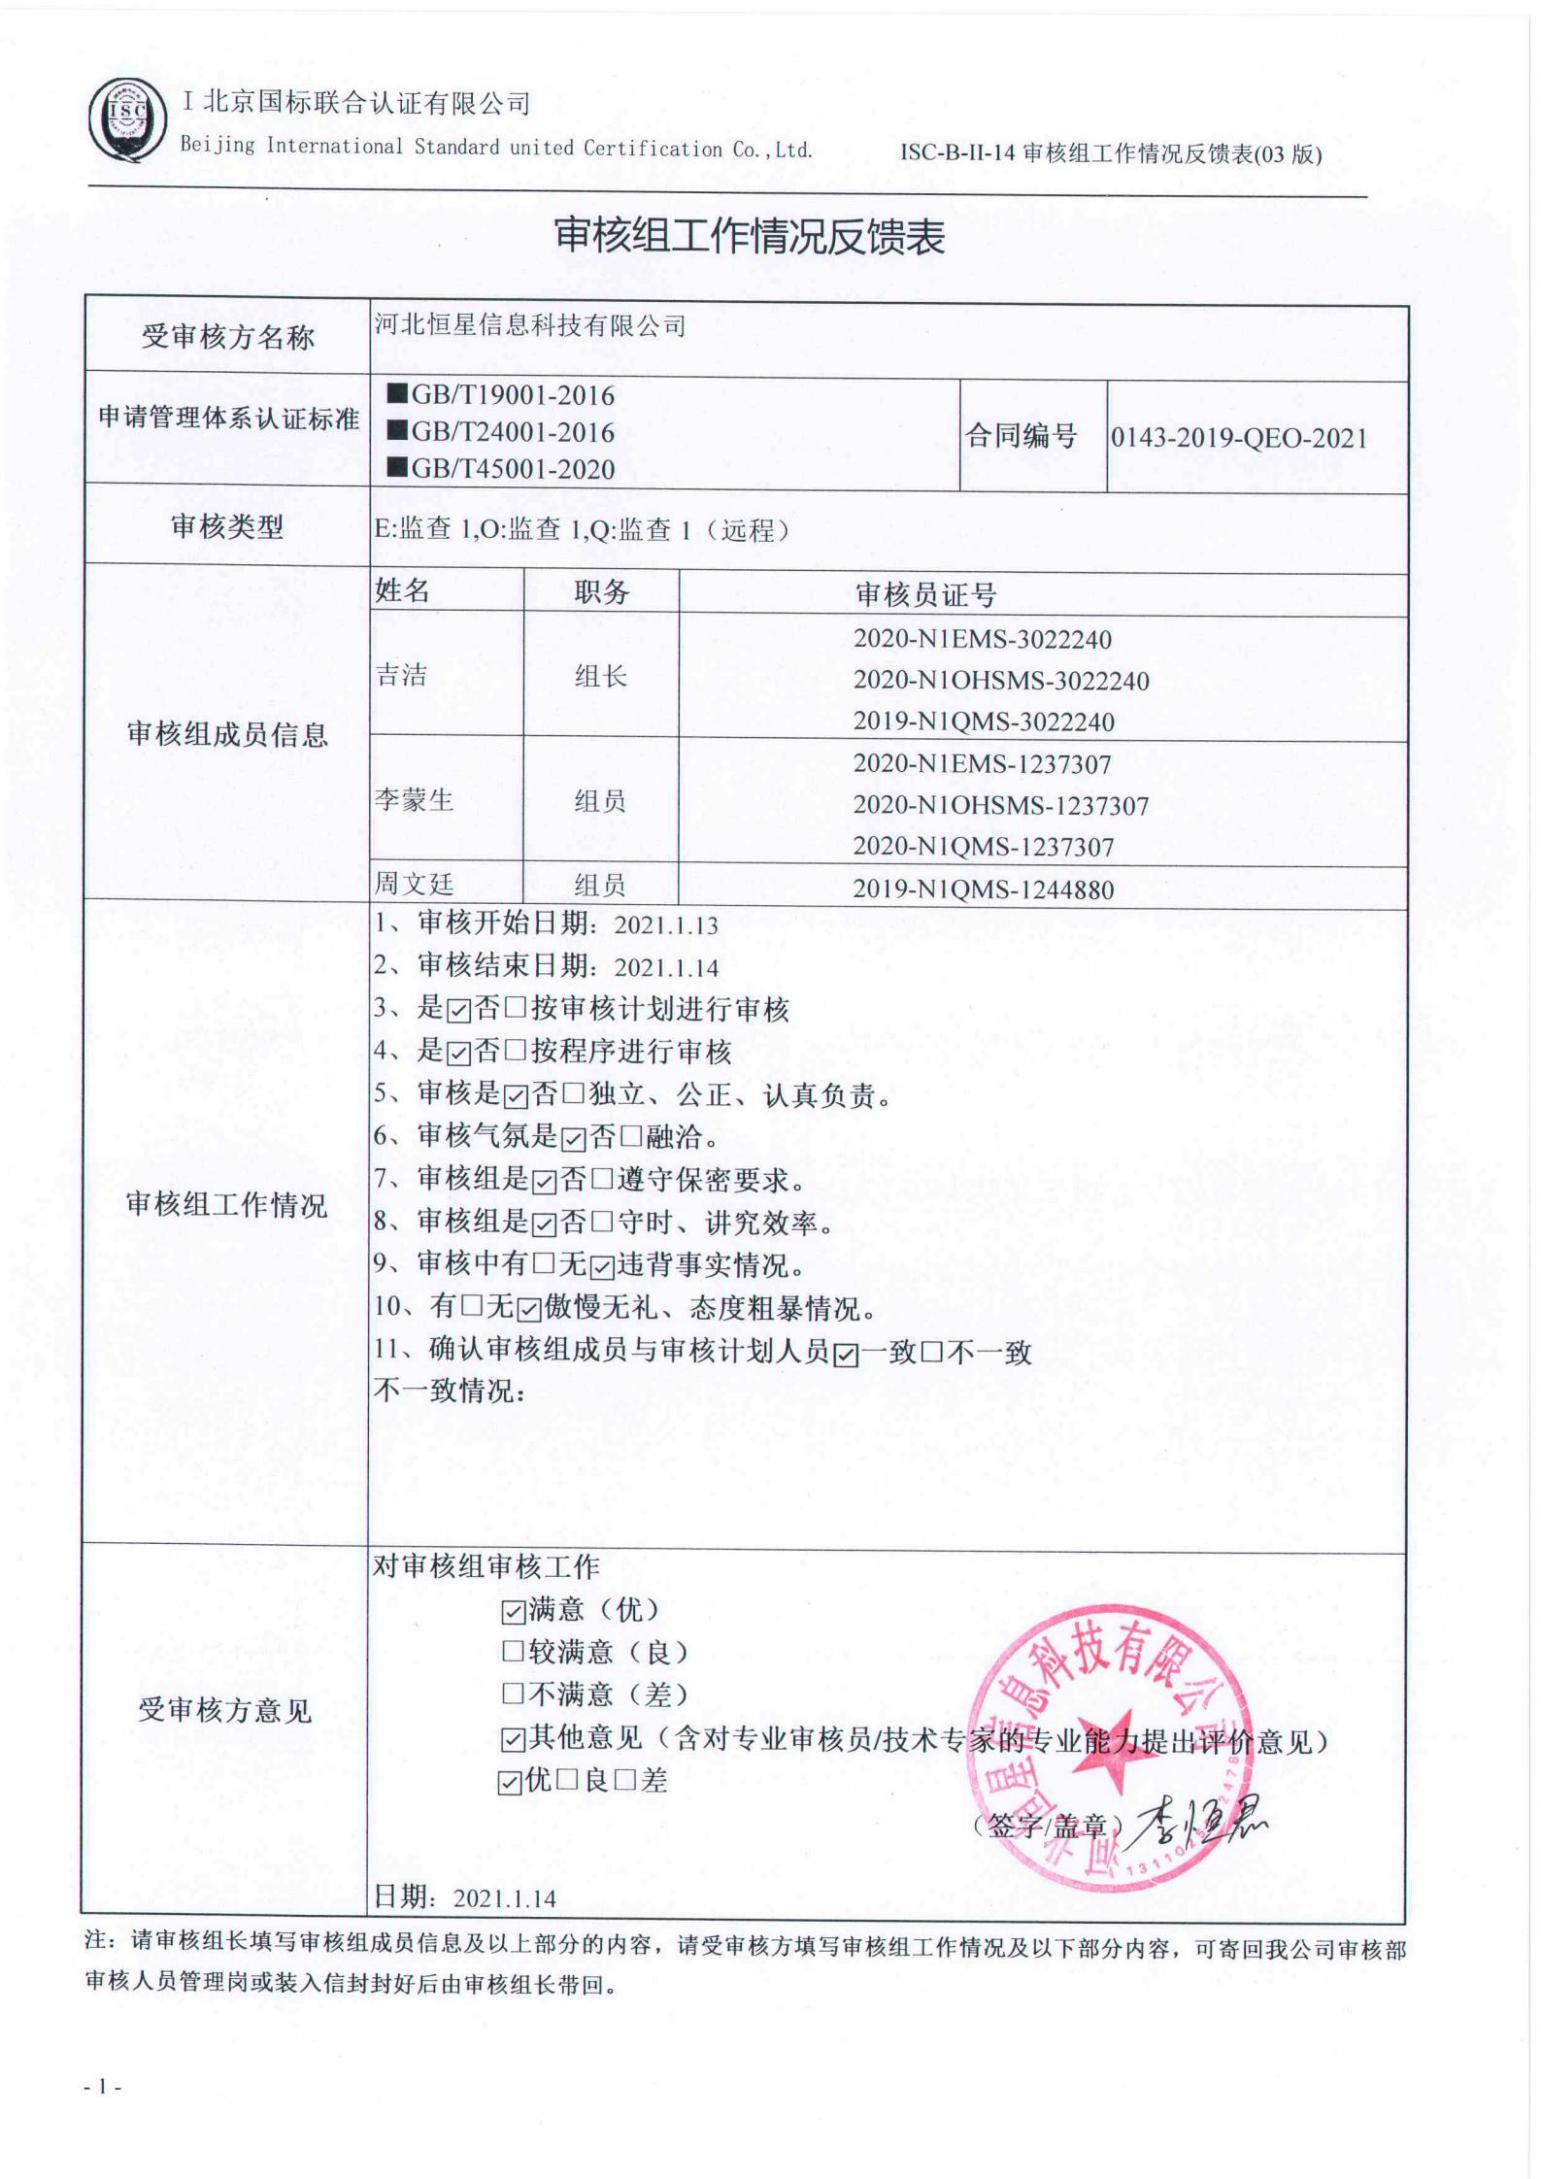 ISC
I 北京国标联合认证有限公司
Beijing International Standard united Certification Co.,Ltd.
ISC-B-II-14 审核组工作情况反馈表(03 版)
审核组工作情况反馈表
受审核方名称
河北恒星信息科技有限公司
申请管理体系认证标准
■GB/T19001-2016
■GB/T24001-2016
■GB/T45001-2020
合同编号
0143-2019-QEO-2021
审核类型
E:监查 1,O:监查 1,Q:监查 1（远程）
审核组成员信息
姓名 职务 审核员证号
吉洁 组长
2020-N1EMS-3022240
2020-N1OHSMS-3022240
2019-N1QMS-3022240
李蒙生 组员
2020-N1EMS-1237307
2020-N1OHSMS-1237307
2020-N1QMS-1237307
周文廷 组员 2019-N1QMS-1244880
审核组工作情况
1、审核开始日期：2021.1.13
2、审核结束日期：2021.1.14
3、是☑否□按审核计划进行审核
4、是☑否□按程序进行审核
5、审核是☑否□独立、公正、认真负责。
6、审核气氛是☑否□融洽。
7、审核组是☑否□遵守保密要求。
8、审核组是☑否□守时、讲究效率。
9、审核中有□无☑违背事实情况。
10、有□无☑傲慢无礼、态度粗暴情况。
11、确认审核组成员与审核计划人员☑一致□不一致
不一致情况：
受审核方意见
对审核组审核工作
☑满意（优）
□较满意（良）
□不满意（差）
☑其他意见（含对专业审核员/技术专家的专业能力提出评价意见）
☑优□良□差
（签字/盖章）
河北恒星信息科技有限公司
日期：2021.1.14
注：请审核组长填写审核组成员信息及以上部分的内容，请受审核方填写审核组工作情况及以下部分内容，可寄回我公司审核部
审核人员管理岗或装入信封封好后由审核组长带回。
- 1 -